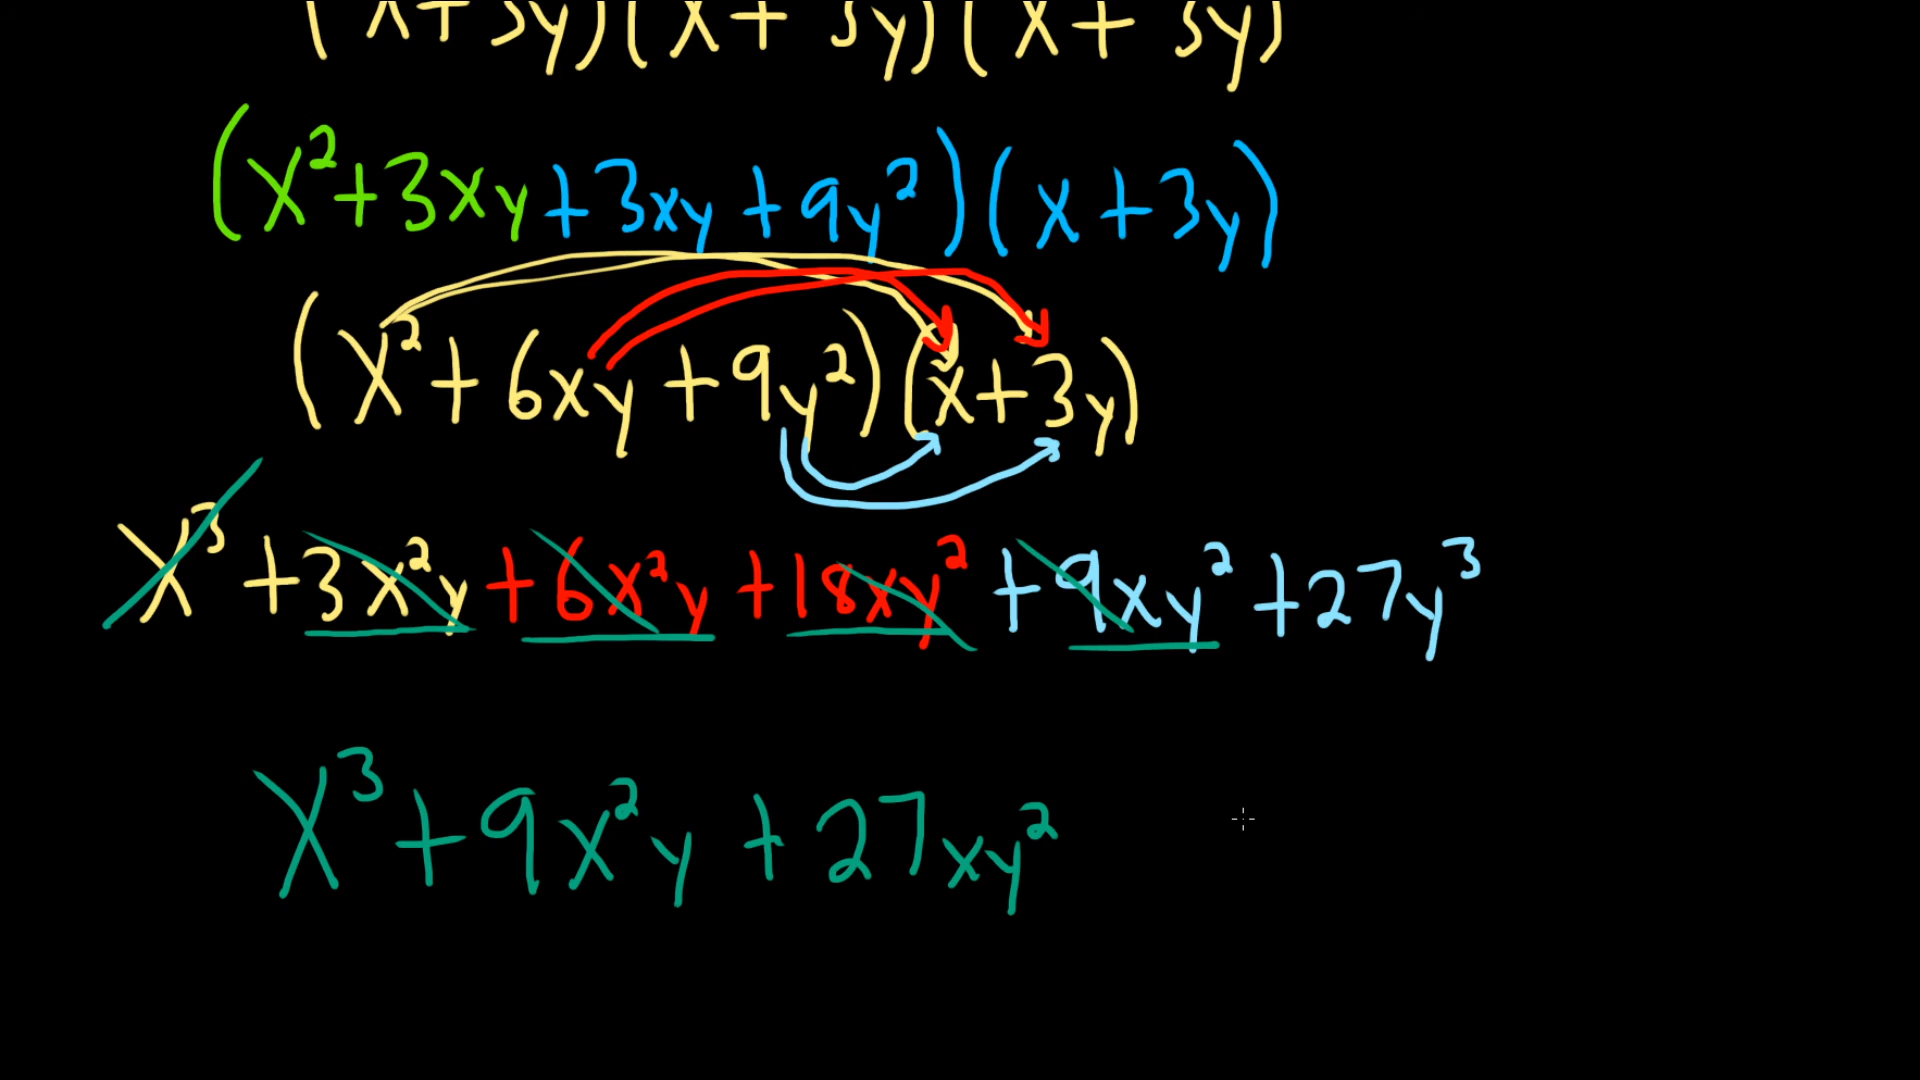 (x+3y)(x+3y)(x+3y)
(x²+3xy+3xy+9y²)(x+3y)
(x²+6xy+9y²)(x+3y)
x³+3x²y+6x²y+18xy²+9xy²+27y³
x³+9x²y+27xy²